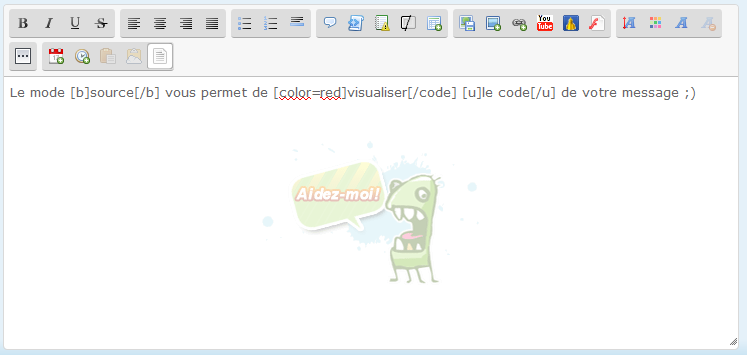 B I U S
You Tube
A A A
Le mode [b]source[/b] vous permet de [color=red]visualiser[/code] [u]le code[/u] de votre message ;)
Aidez-moi!